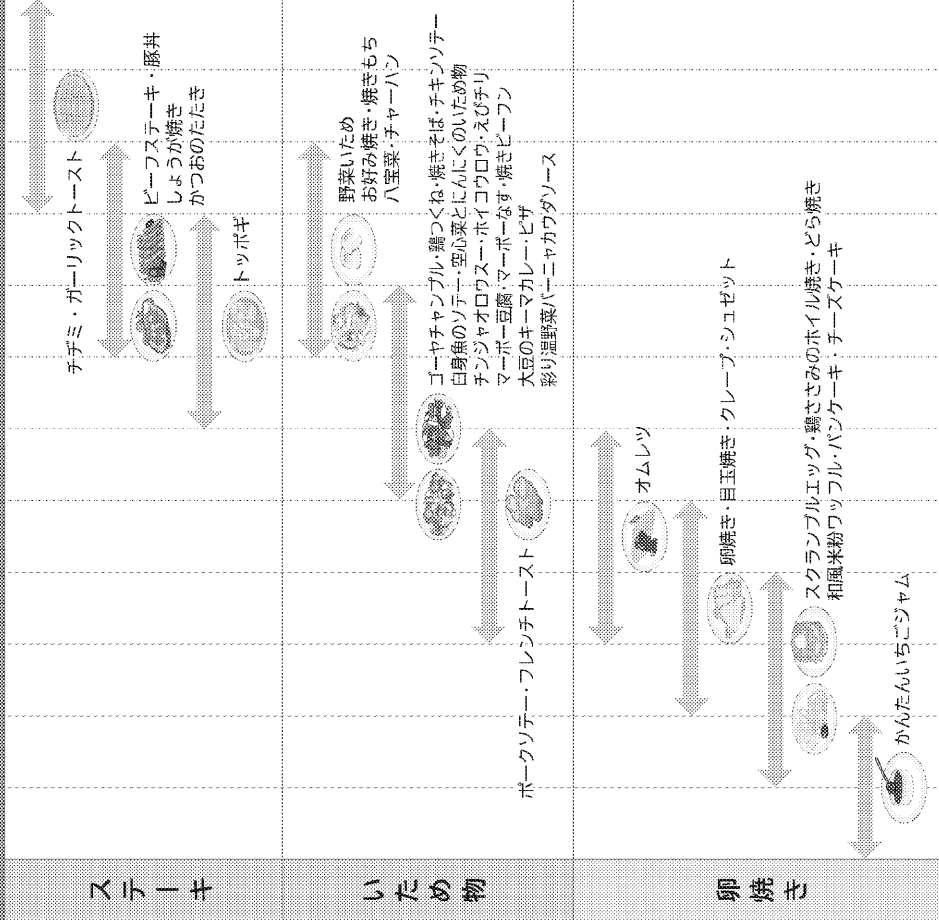 ステーキ
チヂミ・ガーリックトースト
ビーフステーキ・豚丼
しょうが焼き
かつおのたたき
トッポギ
いため物
野菜いため
お好み焼き・焼きもち
八宝菜・チャーハン
ゴーヤチャンプル・鶏つくね・焼きそば・チキンソテー
白身魚のソテー・空心菜とにんにくのいため物
チンジャオロウスー・ホイコウロウ・えびチリ
マーボー豆腐・マーボーなす・焼きビーフン
大豆のキーマカレー・ピザ
彩り温野菜バーニャカウダソース
ポークソテー・フレンチトースト
卵焼き
オムレツ
卵焼き・目玉焼き・クレープ・シュゼット
スクランブルエッグ・鶏ささみのホイル焼き・どら焼き
和風米粉ワッフル・パンケーキ・チーズケーキ
かんたんいちごジャム